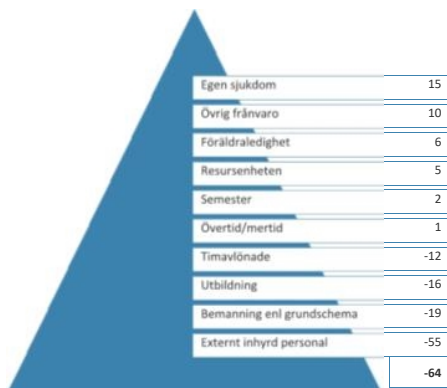 Egen sjukdom 15
Övrig frånvaro 10
Föräldraledighet 6
Resursenheten 5
Semester 2
Övertid/mertid 1
Timavlönade -12
Utbildning -16
Bemanning enl grundschema -19
Externt inhyrd personal -55
-64